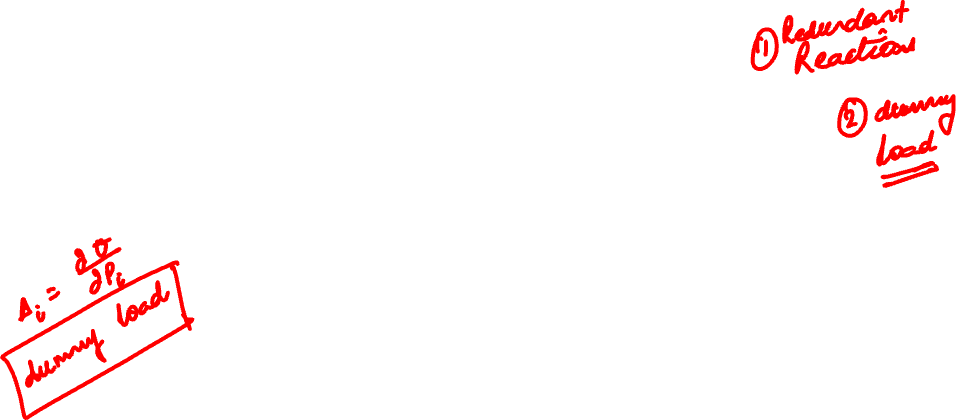 ① Redundant
Reactions
② dummy
load
Δᵢ = ∂U/∂Pᵢ
dummy load